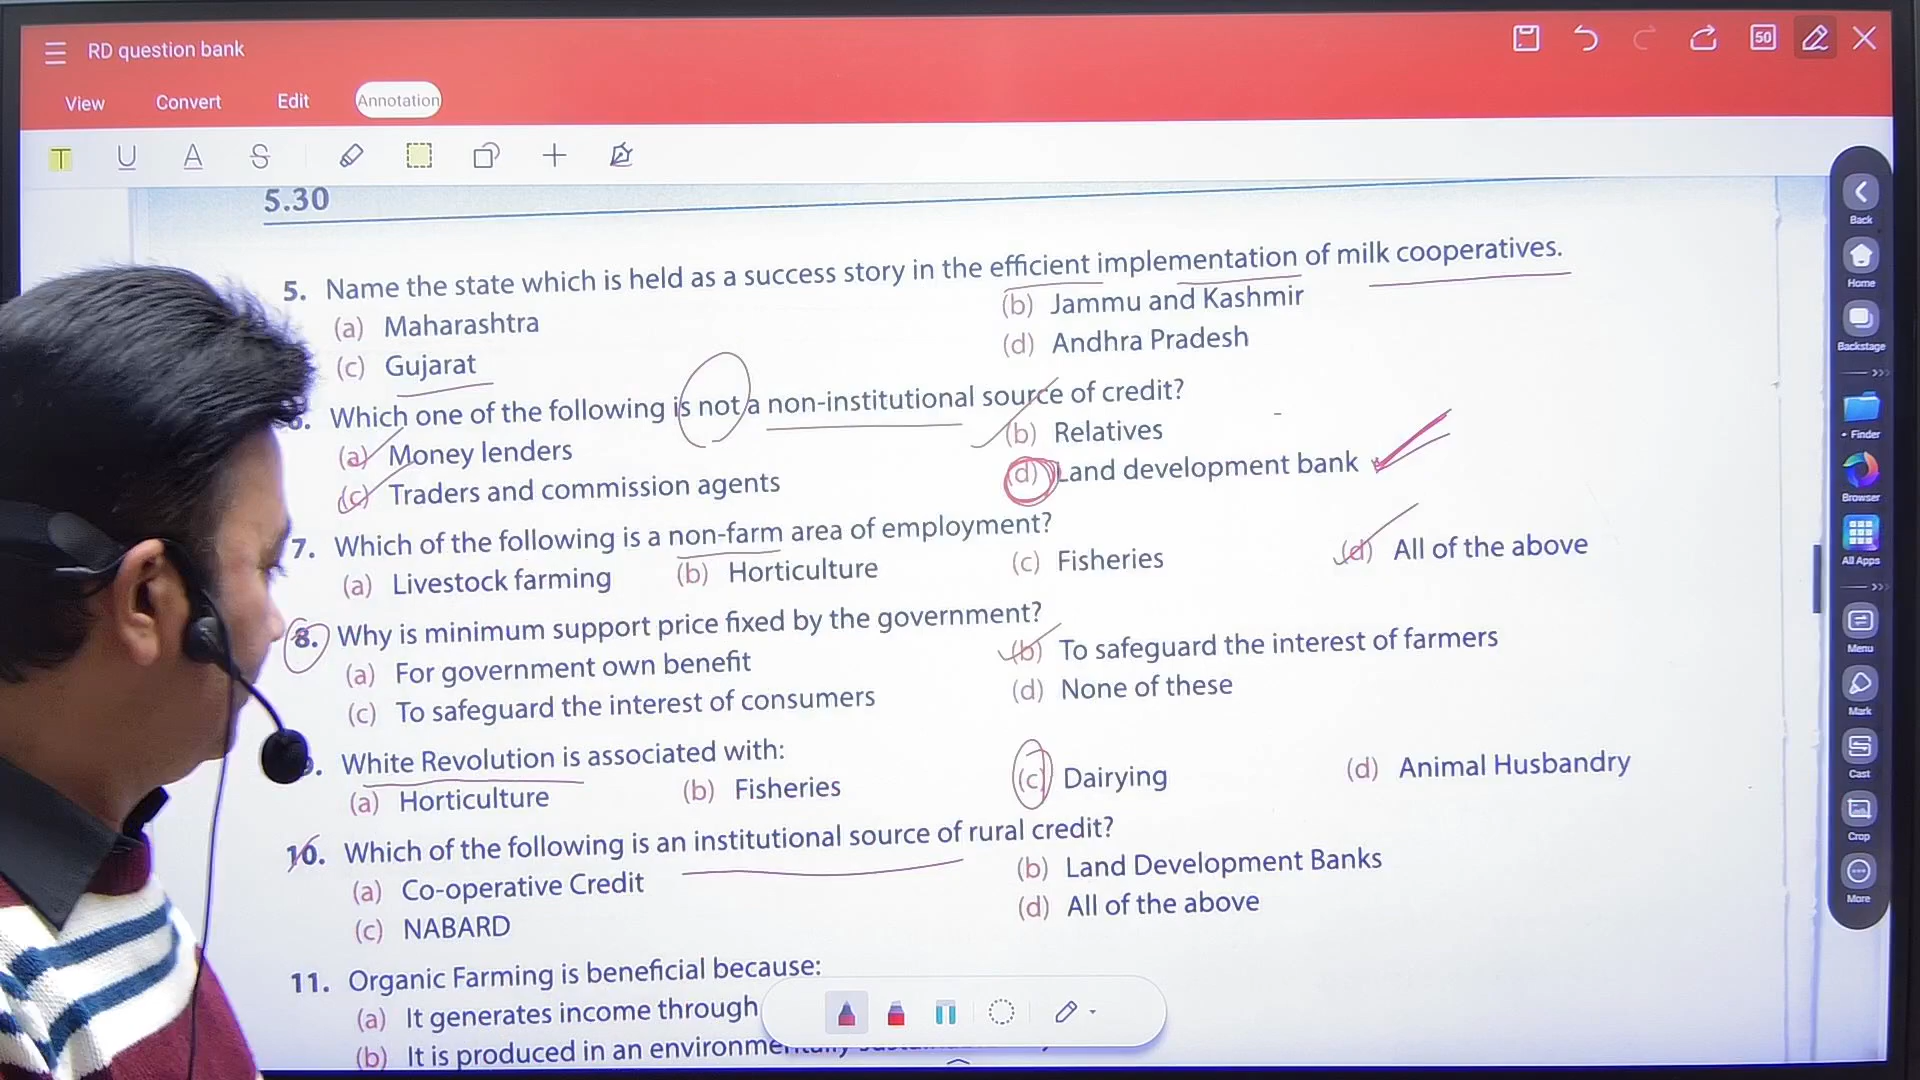 RD question bank
50
View Convert Edit Annotation
T U A S
5.30
5. Name the state which is held as a success story in the efficient implementation of milk cooperatives.
(a) Maharashtra (b) Jammu and Kashmir
(c) Gujarat (d) Andhra Pradesh
Which one of the following is not a non-institutional source of credit?
(a) Money lenders (b) Relatives
(c) Traders and commission agents (d) Land development bank
7. Which of the following is a non-farm area of employment?
(a) Livestock farming (b) Horticulture (c) Fisheries (d) All of the above
8. Why is minimum support price fixed by the government?
(a) For government own benefit (b) To safeguard the interest of farmers
(c) To safeguard the interest of consumers (d) None of these
White Revolution is associated with:
(a) Horticulture (b) Fisheries (c) Dairying (d) Animal Husbandry
10. Which of the following is an institutional source of rural credit?
(a) Co-operative Credit (b) Land Development Banks
(c) NABARD (d) All of the above
11. Organic Farming is beneficial because:
(a) It generates income through
(b) It is produced in an
Back
Home
Backstage
Finder
Browser
All Apps
Menu
Mark
Cast
Crop
More